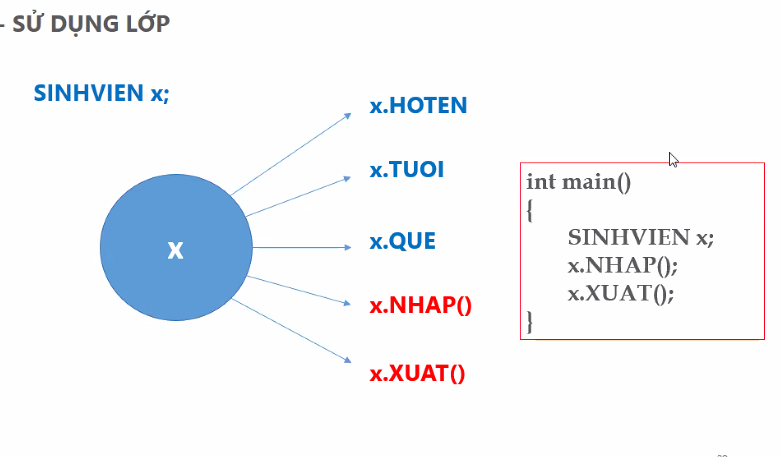 - SỬ DỤNG LỚP
SINHVIEN x;
x
x.HOTEN
x.TUOI
x.QUE
x.NHAP()
x.XUAT()
int main()
{
SINHVIEN x;
x.NHAP();
x.XUAT();
}